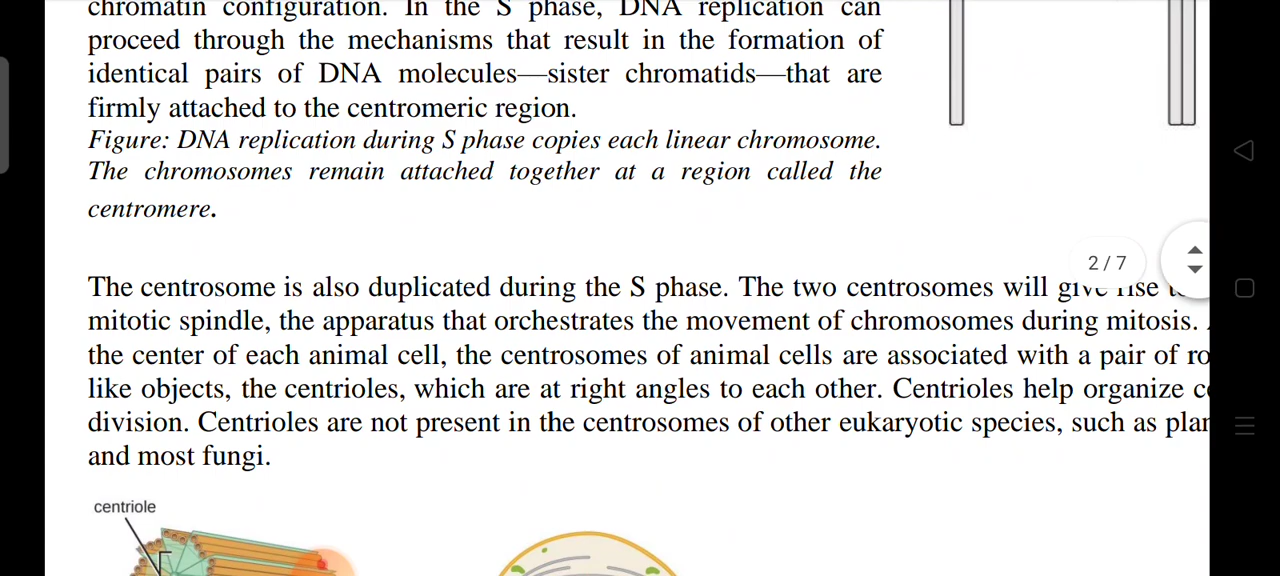 chromatin configuration. In the S phase, DNA replication can
proceed through the mechanisms that result in the formation of
identical pairs of DNA molecules—sister chromatids—that are
firmly attached to the centromeric region.
Figure: DNA replication during S phase copies each linear chromosome.
The chromosomes remain attached together at a region called the
centromere.
2 / 7
The centrosome is also duplicated during the S phase. The two centrosomes will give rise
mitotic spindle, the apparatus that orchestrates the movement of chromosomes during mitosis.
the center of each animal cell, the centrosomes of animal cells are associated with a pair of
like objects, the centrioles, which are at right angles to each other. Centrioles help organize
division. Centrioles are not present in the centrosomes of other eukaryotic species, such as
and most fungi.
centriole